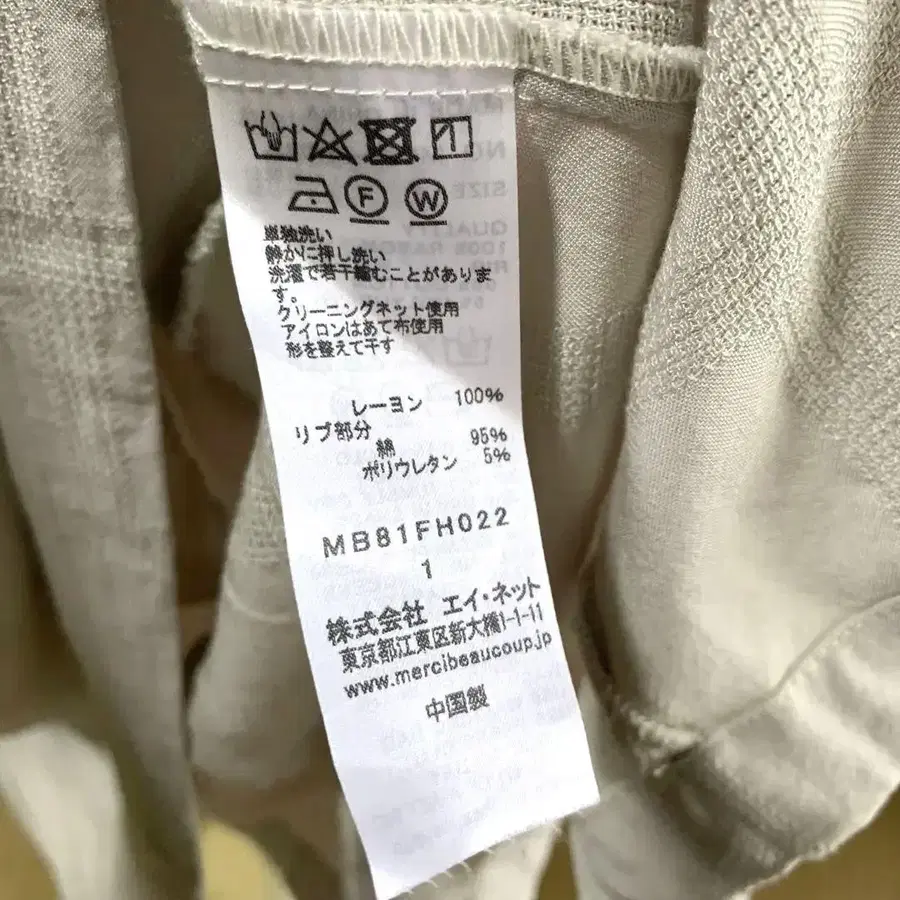 F W
単独洗い
静かに押し洗い
洗濯で若干縮むことがありま
す。
クリーニングネット使用
アイロンはあて布使用
形を整えて干す
レーヨン 100%
リブ部分
綿 95%
ポリウレタン 5%
MB81FH022
1
株式会社 エイ・ネット
東京都江東区新大橋1-1-11
www.mercibeaucoup.jp
中国製